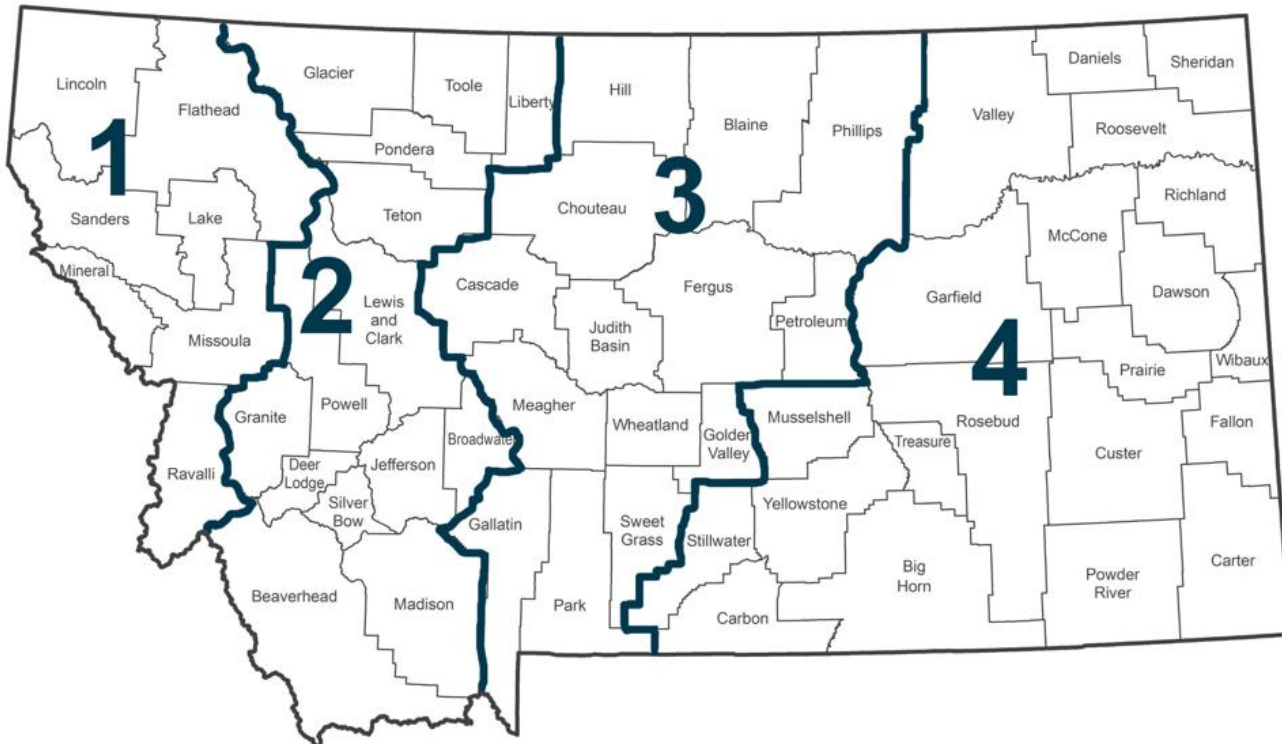 Lincoln
Flathead
Glacier
Toole
Liberty
Hill
Blaine
Phillips
Valley
Daniels
Sheridan
Roosevelt
1
Pondera
3
Richland
Sanders
Lake
Teton
Chouteau
McCone
Mineral
2
Lewis
and
Clark
Cascade
Fergus
Garfield
Dawson
Missoula
Judith
Basin
Petroleum
4
Prairie
Wibaux
Granite
Powell
Meagher
Wheatland
Golden
Valley
Musselshell
Rosebud
Fallon
Ravalli
Deer
Lodge
Jefferson
Broadwater
Treasure
Custer
Silver
Bow
Gallatin
Sweet
Grass
Stillwater
Yellowstone
Beaverhead
Madison
Park
Carbon
Big
Horn
Powder
River
Carter